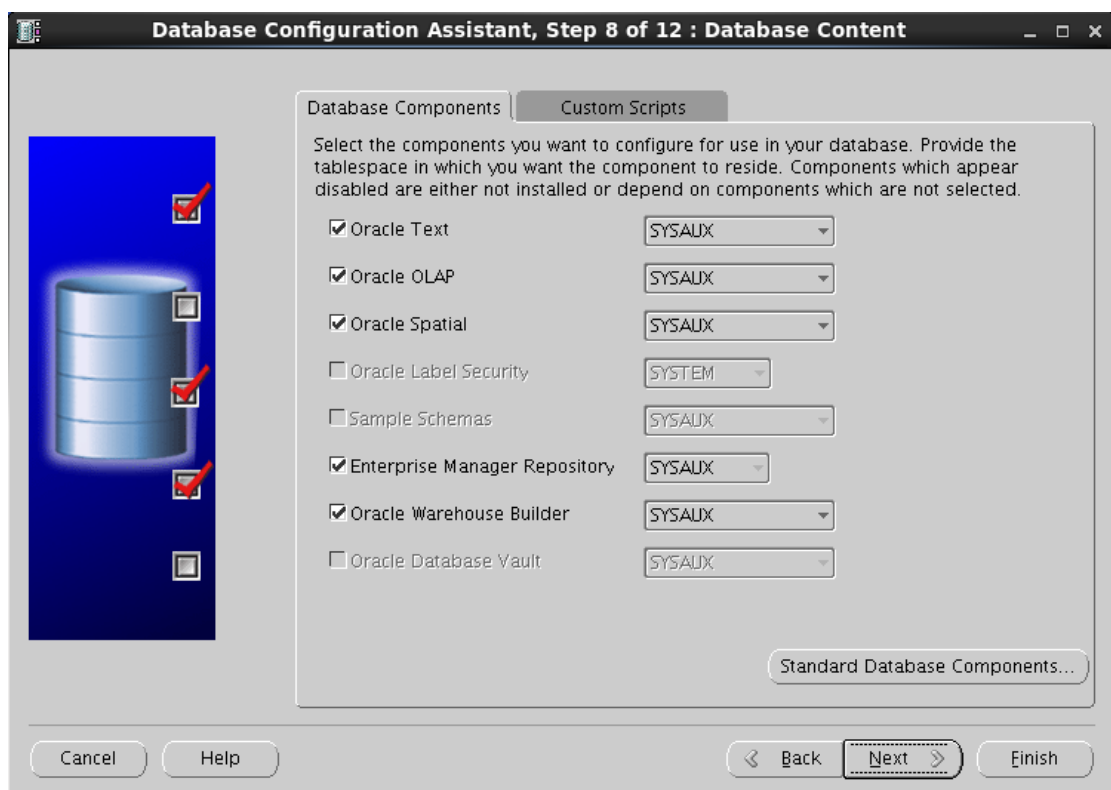 Database Configuration Assistant, Step 8 of 12 : Database Content
Database Components
Custom Scripts
Select the components you want to configure for use in your database. Provide the
tablespace in which you want the component to reside. Components which appear
disabled are either not installed or depend on components which are not selected.
Oracle Text SYSAUX
Oracle OLAP SYSAUX
Oracle Spatial SYSAUX
Oracle Label Security SYSTEM
Sample Schemas SYSAUX
Enterprise Manager Repository SYSAUX
Oracle Warehouse Builder SYSAUX
Oracle Database Vault SYSAUX
Standard Database Components...
Cancel Help Back Next Finish